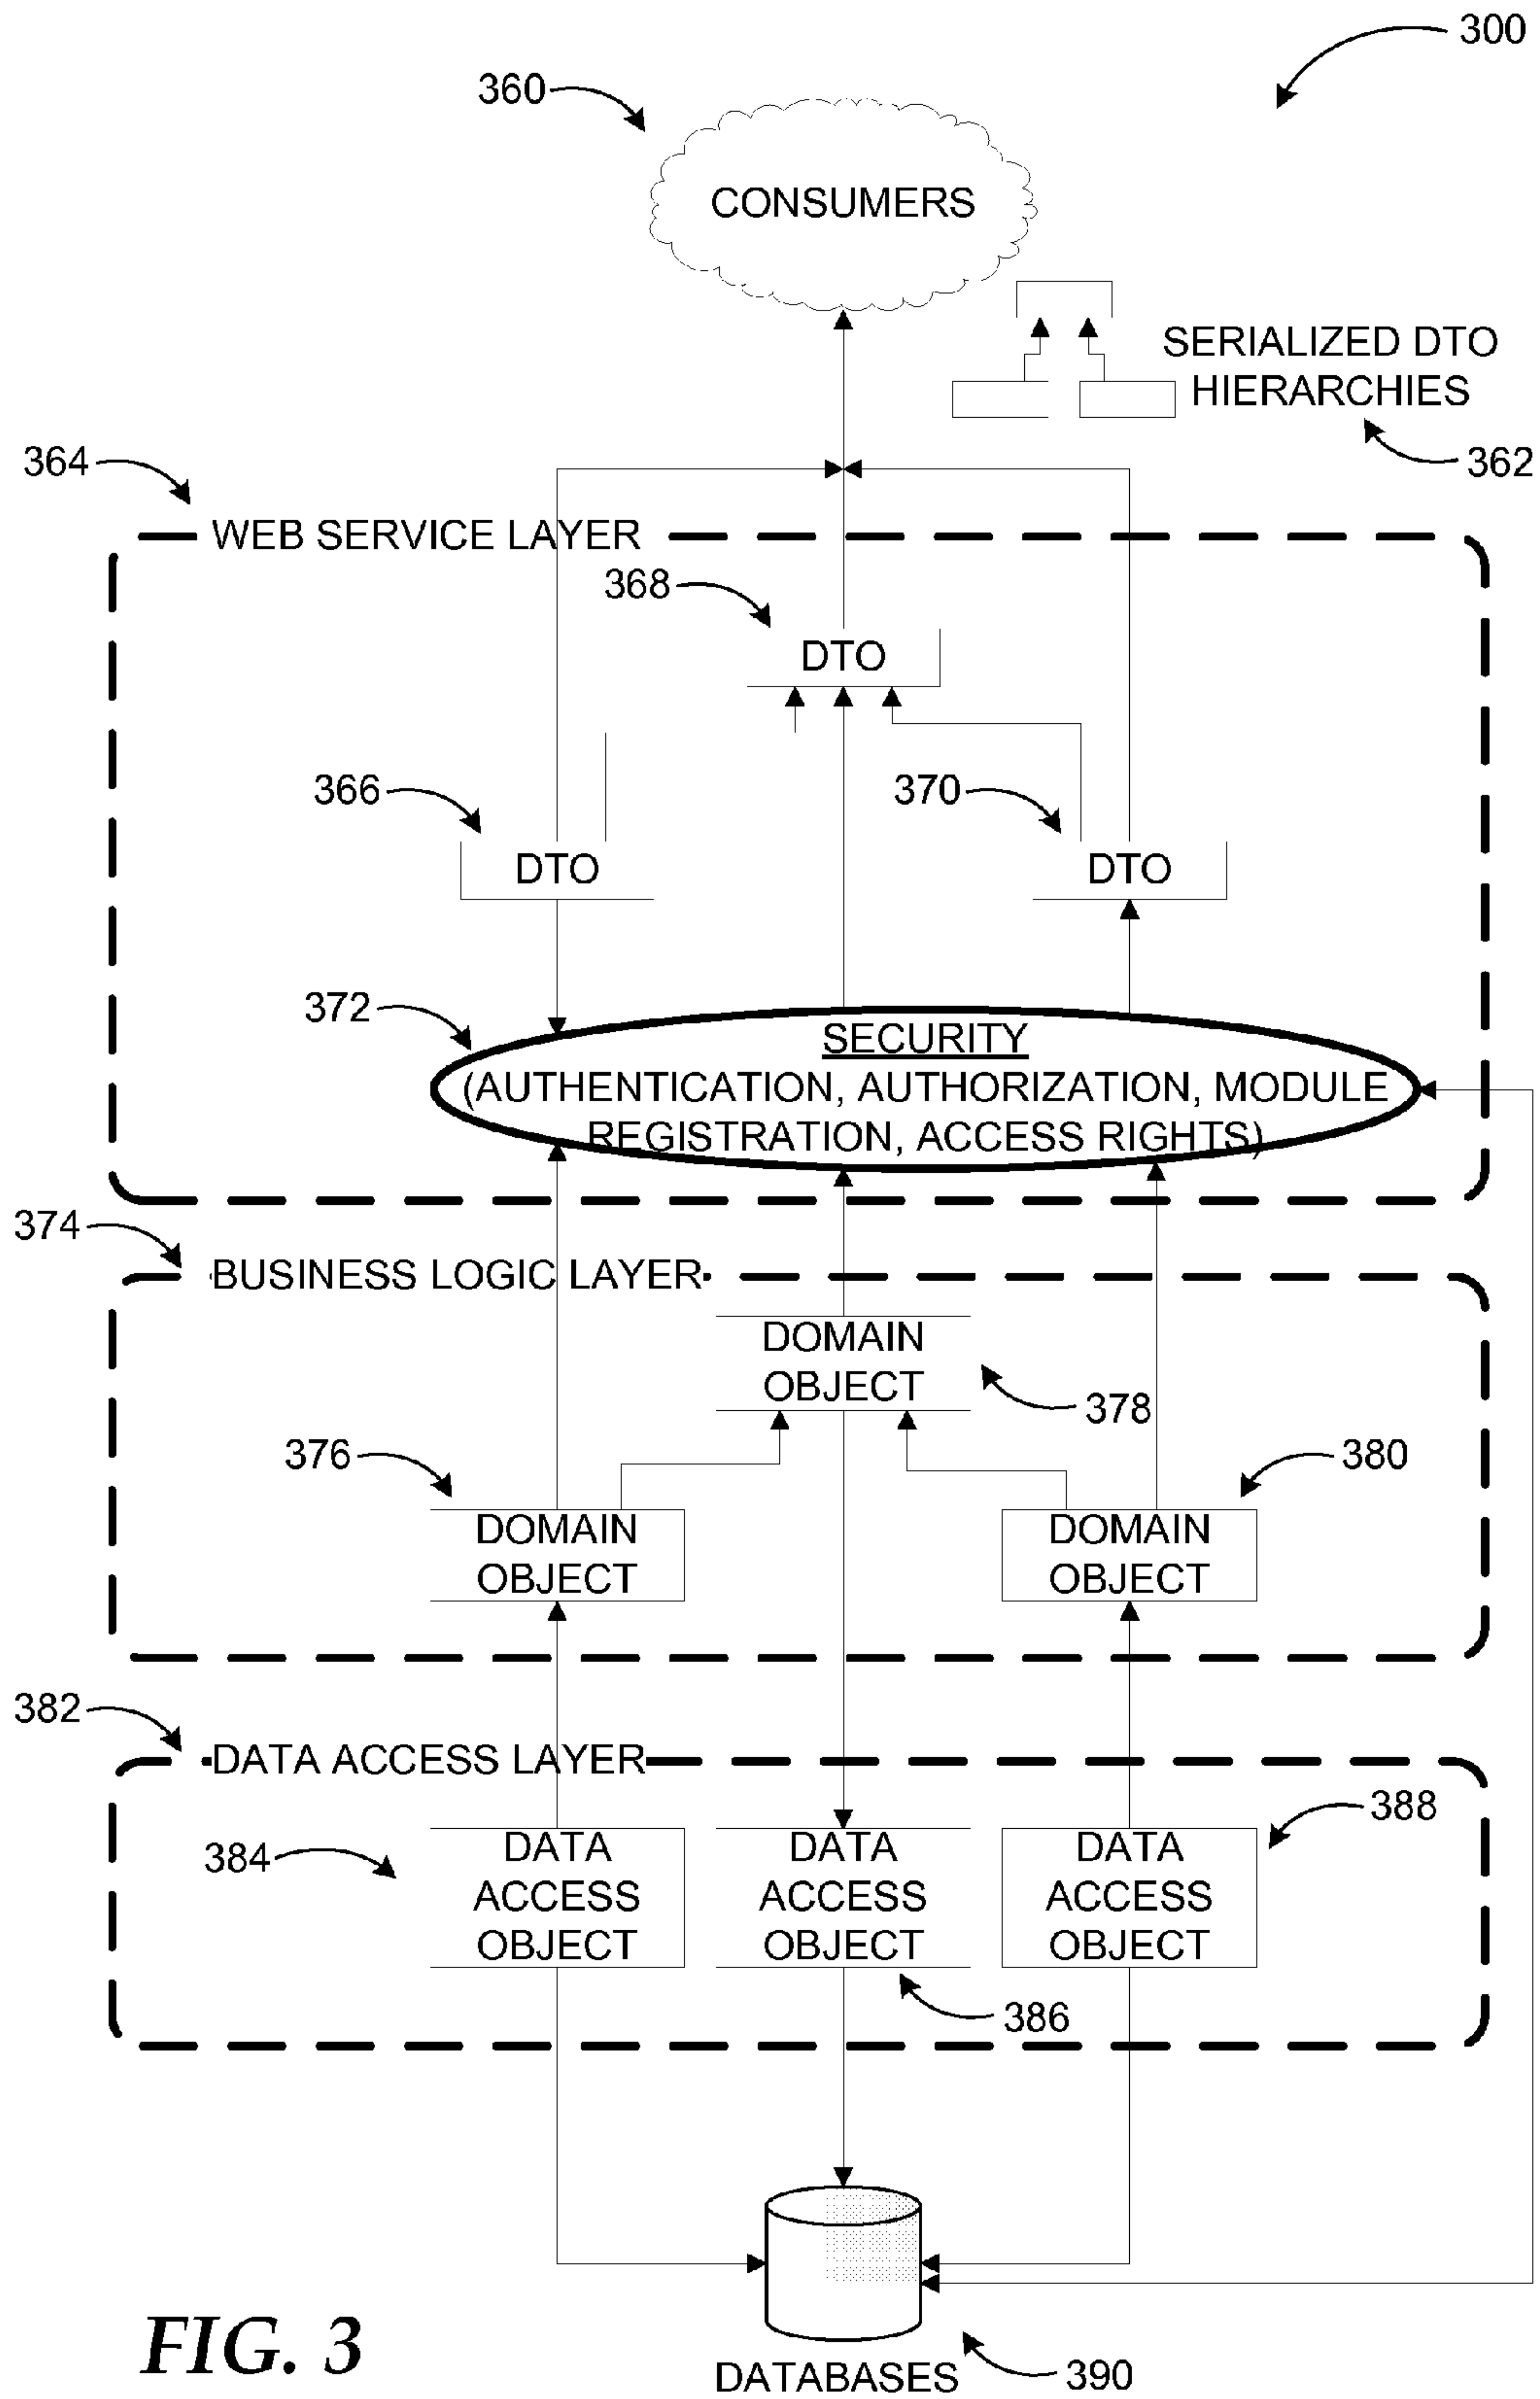 300
360
CONSUMERS
SERIALIZED DTO
HIERARCHIES
362
364
WEB SERVICE LAYER
368
DTO
366
370
DTO
DTO
372
SECURITY
(AUTHENTICATION, AUTHORIZATION, MODULE
REGISTRATION, ACCESS RIGHTS)
374
BUSINESS LOGIC LAYER
DOMAIN
OBJECT
378
376
380
DOMAIN
OBJECT
DOMAIN
OBJECT
382
DATA ACCESS LAYER
388
384
DATA
ACCESS
OBJECT
DATA
ACCESS
OBJECT
DATA
ACCESS
OBJECT
386
FIG. 3
DATABASES
390